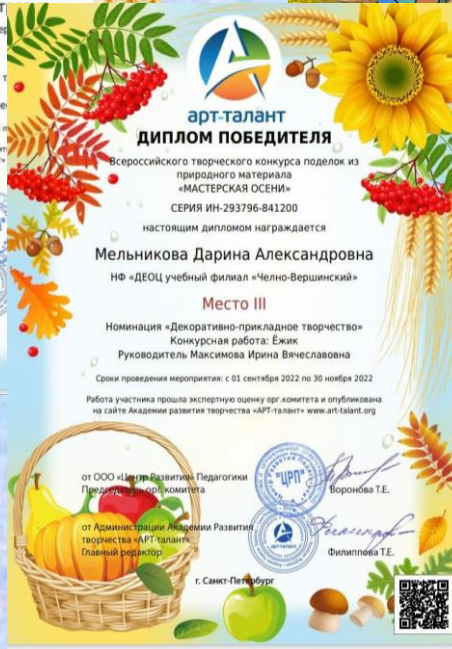 арт-талант
ДИПЛОМ ПОБЕДИТЕЛЯ
Всероссийского творческого конкурса поделок из
природного материала
«МАСТЕРСКАЯ ОСЕНИ»
СЕРИЯ ИН-293796-841200
настоящим дипломом награждается
Мельникова Дарина Александровна
НФ «ДЕОЦ учебный филиал «Челно-Вершинский»
Место III
Номинация «Декоративно-прикладное творчество»
Конкурсная работа: Ёжик
Руководитель Максимова Ирина Вячеславовна
Сроки проведения мероприятия: с 01 сентября 2022 по 30 ноября 2022
Работа участника прошла экспертную оценку орг.комитета и опубликована
на сайте Академии развития творчества «АРТ-талант» www.art-talant.org
от ООО «Центр Развития Педагогики
Председатель орг. комитета
"ЦРП"
Воронова Т.Е.
от Администрации Академии Развития
творчества «АРТ-талант»
Главный редактор
АРТ-ТАЛАНТ
Филиппова Т.Е.
г. Санкт-Петербург